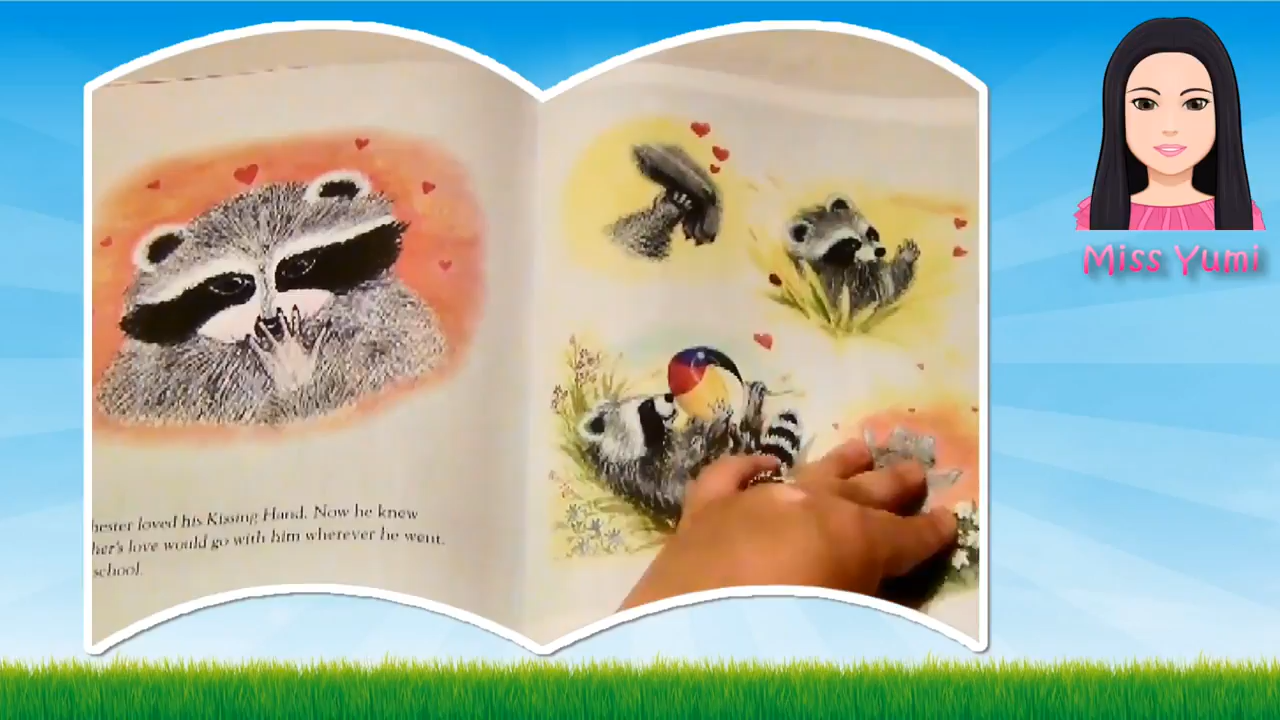 hester loved his Kissing Hand. Now he knew
her's love would go with him wherever he went.
school.
Miss Yumi